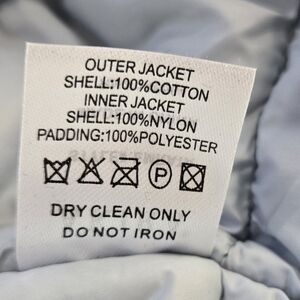 OUTER JACKET
SHELL:100%COTTON
INNER JACKET
SHELL:100%NYLON
PADDING:100%POLYESTER
P
DRY CLEAN ONLY
DO NOT IRON